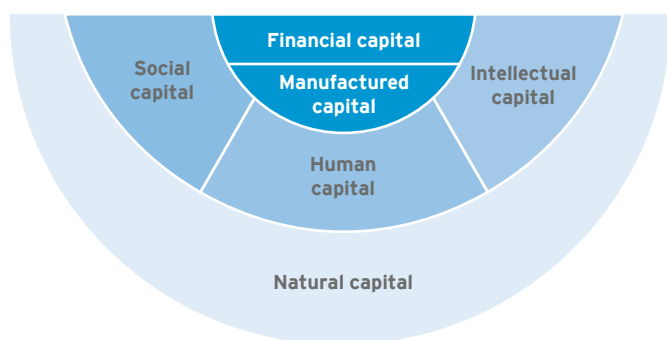 Financial capital
Social
capital
Manufactured
capital
Intellectual
capital
Human
capital
Natural capital